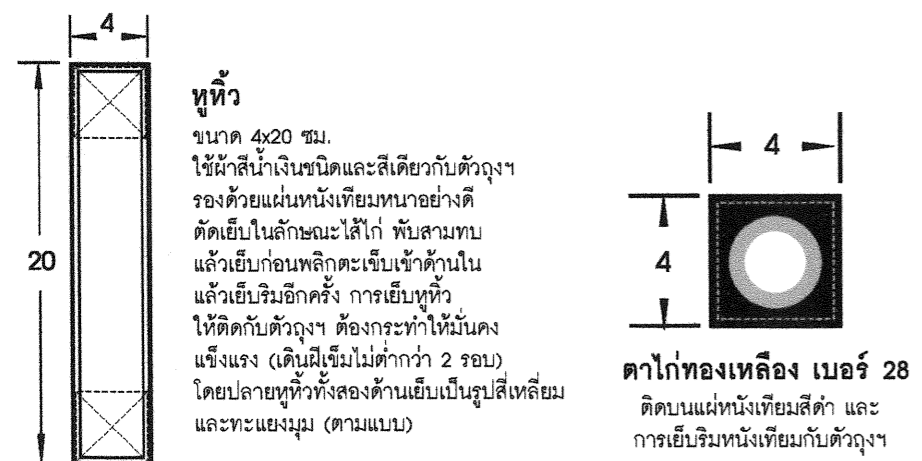 4
20
หูหิ้ว
ขนาด 4x20 ซม.
ใช้ผ้าสีน้ำเงินชนิดและสีเดียวกับตัวถุงฯ
รองด้วยแผ่นหนังเทียมหนาอย่างดี
ตัดเย็บในลักษณะไส้ไก่ พับสามทบ
แล้วเย็บก่อนพลิกตะเข็บเข้าด้านใน
แล้วเย็บริมอีกครั้ง การเย็บหูหิ้ว
ให้ติดกับตัวถุงฯ ต้องกระทำให้มั่นคง
แข็งแรง (เดินฝีเข็มไม่ต่ำกว่า 2 รอบ)
โดยปลายหูหิ้วทั้งสองด้านเย็บเป็นรูปสี่เหลี่ยม
และทะแยงมุม (ตามแบบ)
4
4
ตาไก่ทองเหลือง เบอร์ 28
ติดบนแผ่หนังเทียมสีดำ และ
การเย็บริมหนังเทียมกับตัวถุงฯ